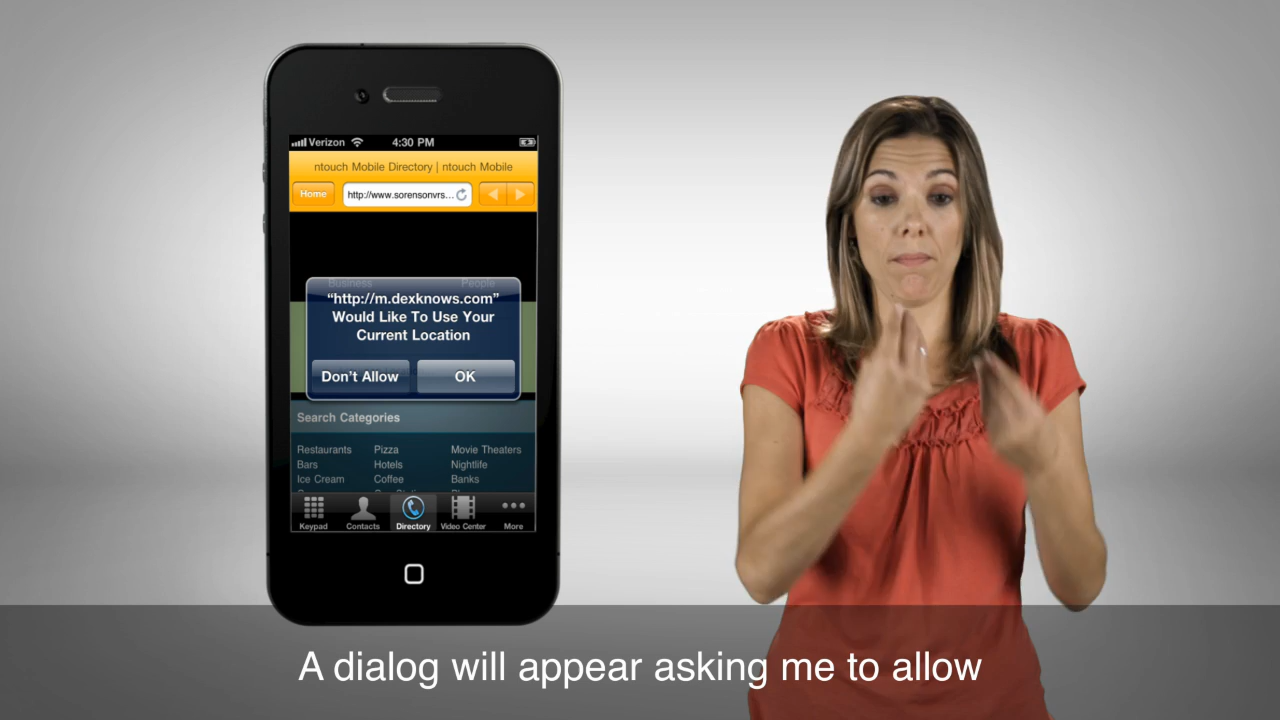 Verizon 4:30 PM
ntouch Mobile Directory | ntouch Mobile
Home http://www.sorensonvrs...
Business People
“http://m.dexknows.com”
Would Like To Use Your
Current Location
Don't Allow OK
Search Categories
Restaurants Pizza Movie Theaters
Bars Hotels Nightlife
Ice Cream Coffee Banks
Keypad Contacts Directory Video Center More
A dialog will appear asking me to allow